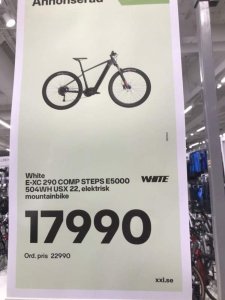 Annonserad
White
E-XC 290 COMP STEPS E5000
504WH USX 22, elektrisk
mountainbike
WHITE
17990
Ord. pris 22990
xxl.se